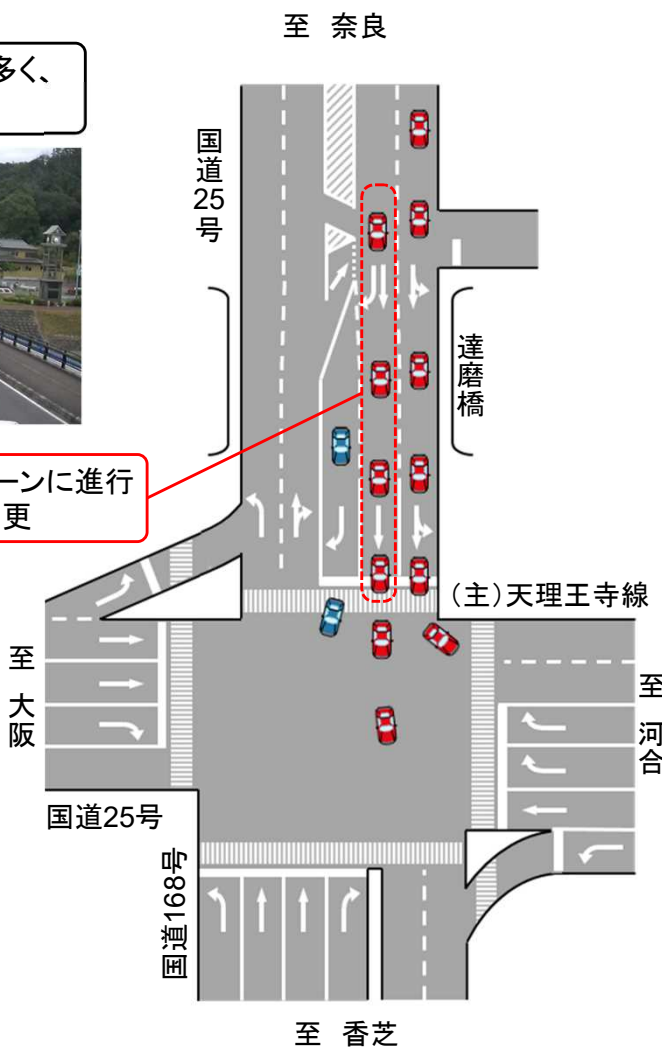 至 奈良
多く、
国道25号
達磨橋
ーンに進行
更
(主)天理王寺線
至 大阪
至 河合
国道25号
国道168号
至 香芝